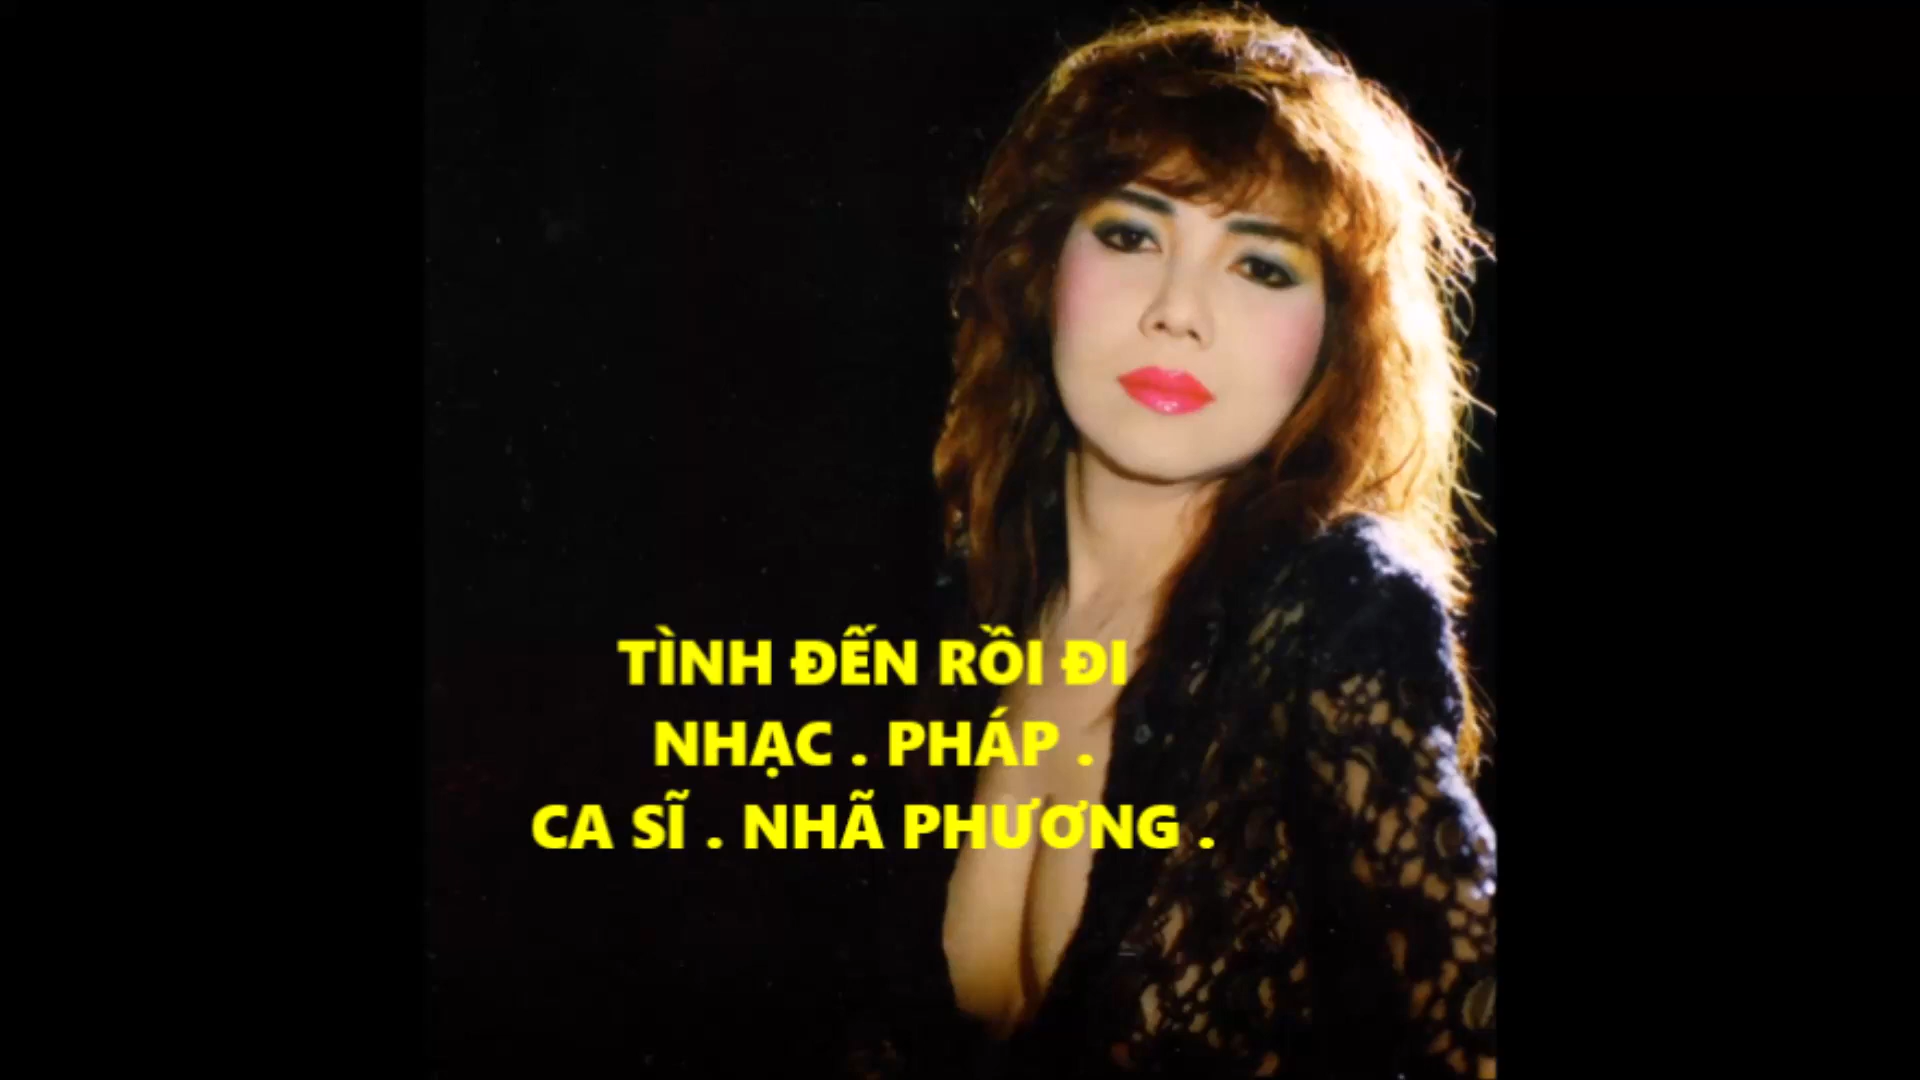 TÌNH ĐẾN RỒI ĐI
NHẠC . PHÁP .
CA SĨ . NHÃ PHƯƠNG .